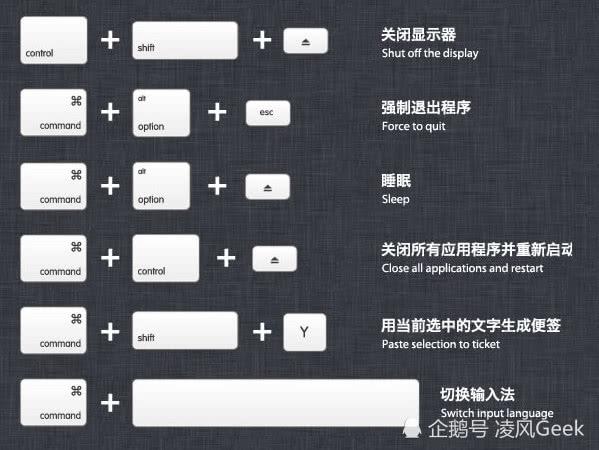 control + shift + ⏏
关闭显示器
Shut off the display
⌘ command + alt option + esc
强制退出程序
Force to quit
⌘ command + alt option + ⏏
睡眠
Sleep
⌘ command + control + ⏏
关闭所有应用程序并重新启动
Close all applications and restart
⌘ command + shift + Y
用当前选中的文字生成便签
Paste selection to ticket
⌘ command +
切换输入法
Switch input language
企鹅号 凌风Geek